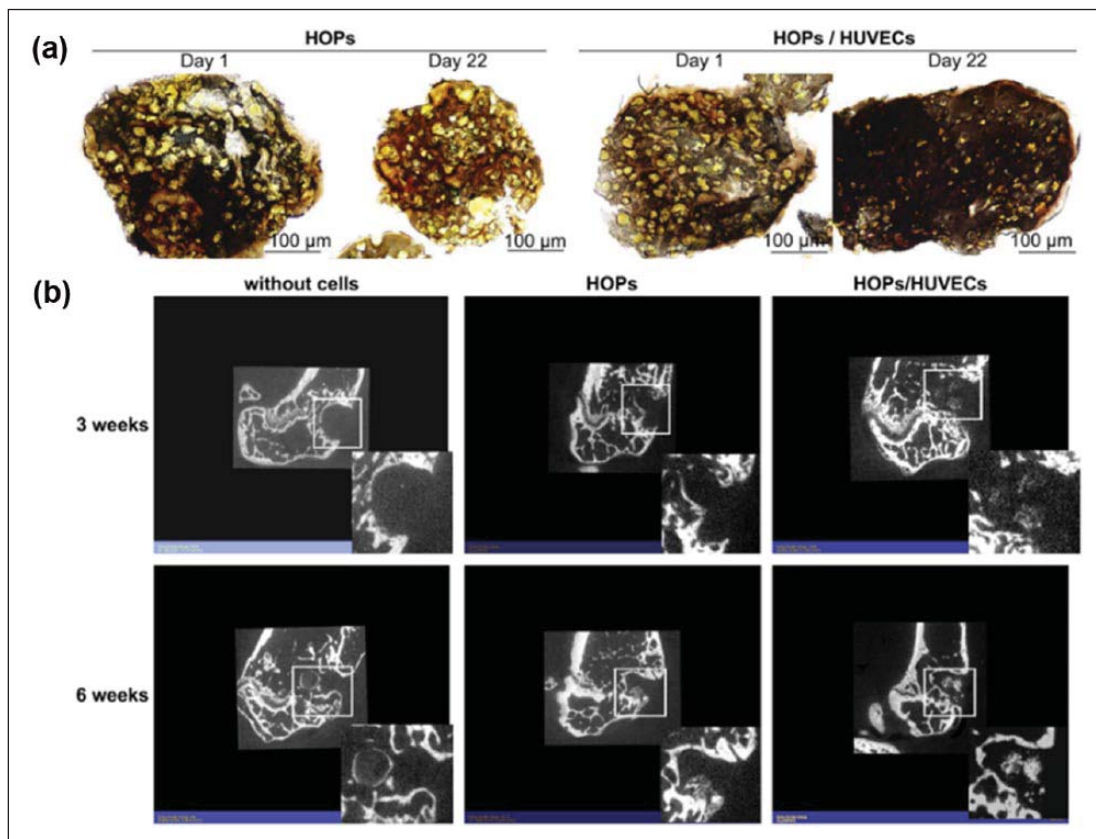 (a)
HOPs
HOPs / HUVECs
Day 1
Day 22
Day 1
Day 22
100 µm
100 µm
100 µm
100 µm
(b)
without cells
HOPs
HOPs/HUVECs
3 weeks
6 weeks